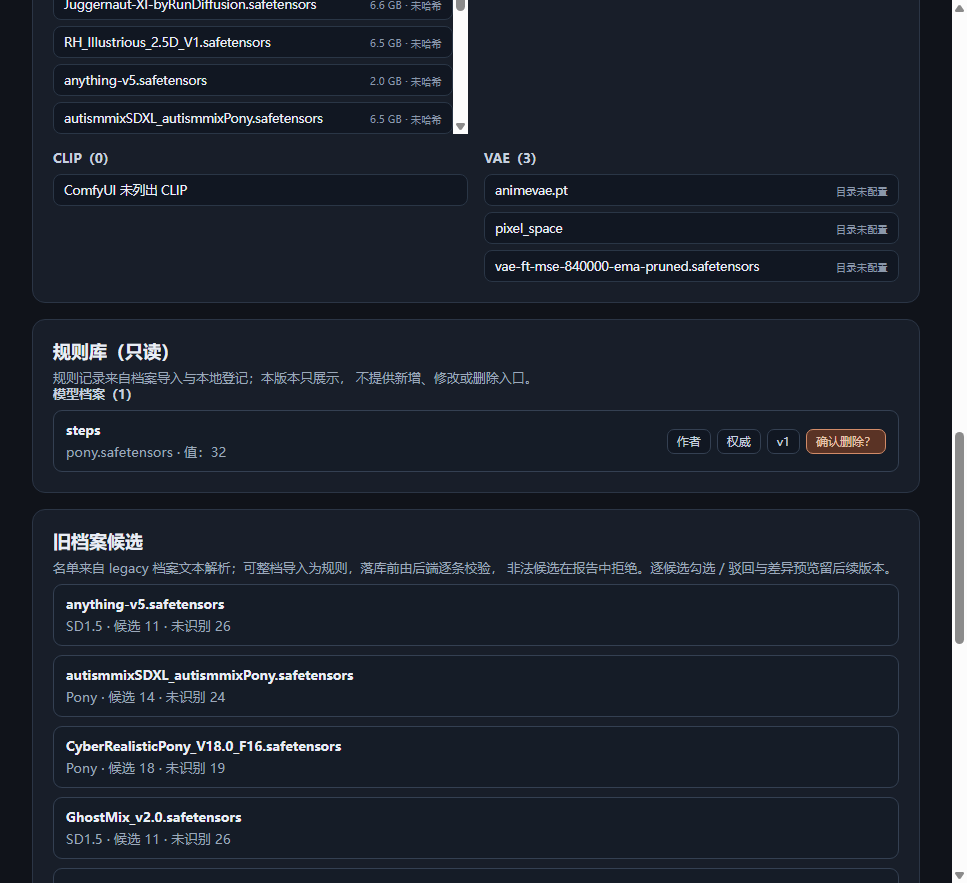 Juggernaut-XI-byRunDiffusion.safetensors 6.6 GB · 未哈希
RH_Illustrious_2.5D_V1.safetensors 6.5 GB · 未哈希
anything-v5.safetensors 2.0 GB · 未哈希
autismmixSDXL_autismmixPony.safetensors 6.5 GB · 未哈希
CLIP（0）
ComfyUI 未列出 CLIP
VAE（3）
animevae.pt 目录未配置
pixel_space 目录未配置
vae-ft-mse-840000-ema-pruned.safetensors 目录未配置
规则库（只读）
规则记录来自档案导入与本地登记；本版本只展示， 不提供新增、修改或删除入口。
模型档案（1）
steps
pony.safetensors · 值：32
作者 权威 v1 确认删除？
旧档案候选
名单来自 legacy 档案文本解析；可整档导入为规则，落库前由后端逐条校验， 非法候选在报告中拒绝。逐候选勾选 / 驳回与差异预览留后续版本。
anything-v5.safetensors
SD1.5 · 候选 11 · 未识别 26
autismmixSDXL_autismmixPony.safetensors
Pony · 候选 14 · 未识别 24
CyberRealisticPony_V18.0_F16.safetensors
Pony · 候选 18 · 未识别 19
GhostMix_v2.0.safetensors
SD1.5 · 候选 11 · 未识别 26